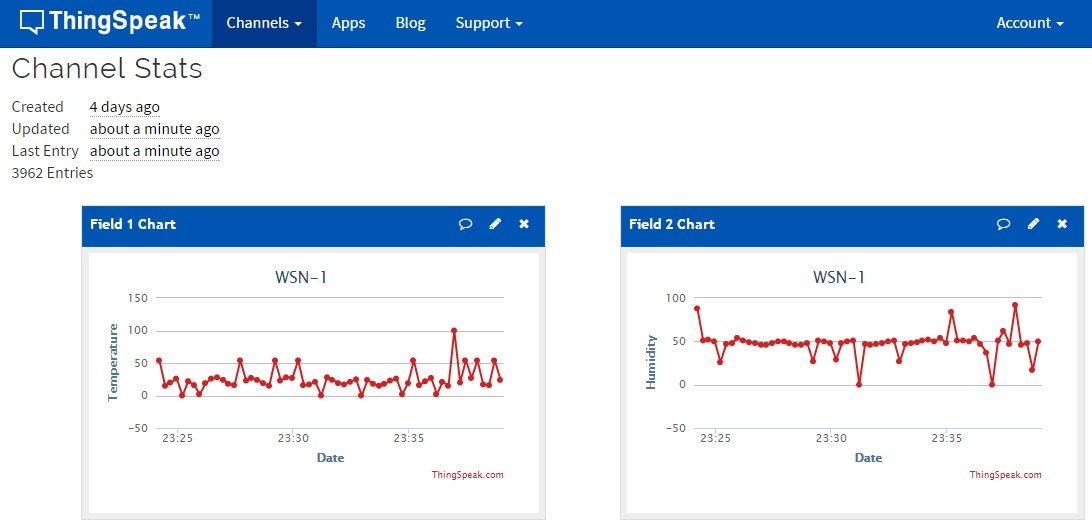 ThingSpeak™ Channels Apps Blog Support Account
Channel Stats
Created 4 days ago
Updated about a minute ago
Last Entry about a minute ago
3962 Entries
Field 1 Chart
WSN-1
Temperature
150
100
50
0
-50
23:25 23:30 23:35
Date
ThingSpeak.com
Field 2 Chart
WSN-1
Humidity
100
50
0
-50
23:25 23:30 23:35
Date
ThingSpeak.com